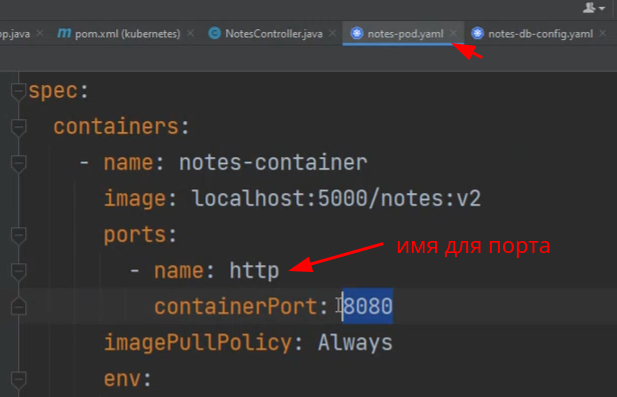 pp.java
pom.xml (kubernetes)
NotesController.java
notes-pod.yaml
notes-db-config.yaml
spec:
containers:
- name: notes-container
image: localhost:5000/notes:v2
ports:
- name: http
имя для порта
containerPort: 8080
imagePullPolicy: Always
env: